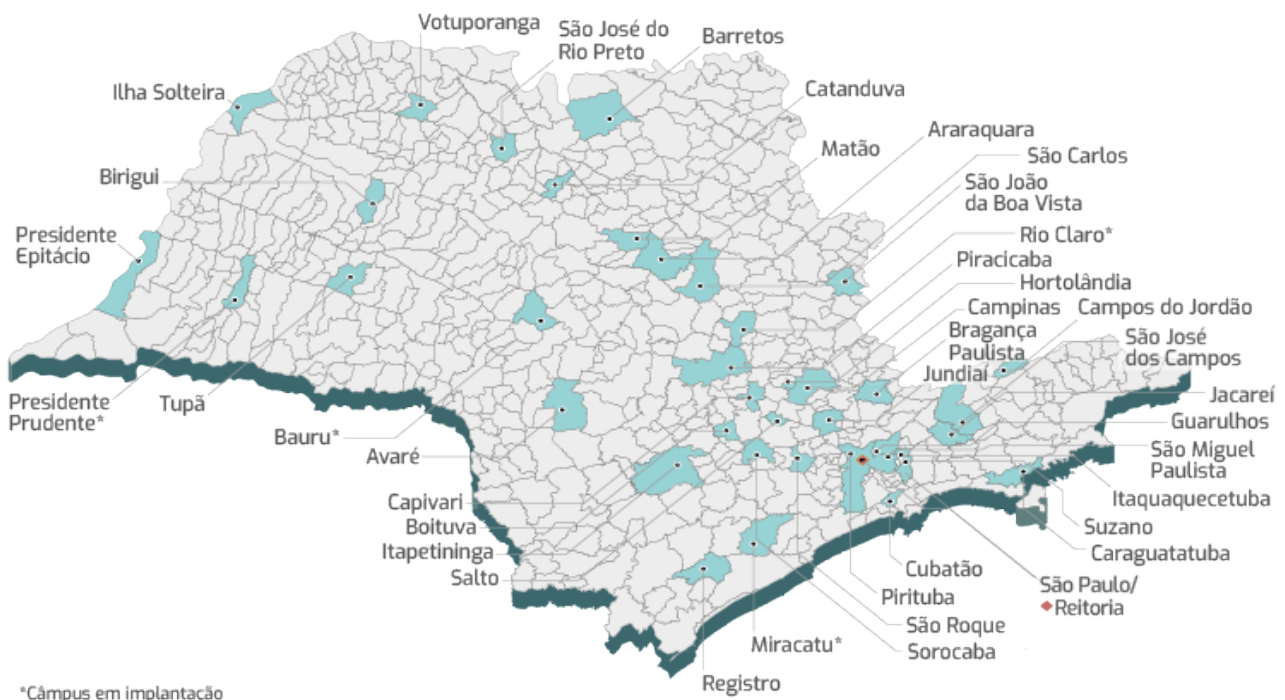 Votuporanga
São José do
Rio Preto
Barretos
Ilha Solteira
Catanduva
Araraquara
Matão
São Carlos
Birigui
São João
da Boa Vista
Presidente
Epitácio
Rio Claro*
Piracicaba
Hortolândia
Campinas
Campos do Jordão
Bragança
Paulista
São José
dos Campos
Jundiaí
Jacareí
Presidente
Prudente*
Tupã
Guarulhos
Bauru*
São Miguel
Paulista
Avaré
Itaquaquecetuba
Capivari
Suzano
Boituva
Itapetininga
Caraguatatuba
Salto
Cubatão
São Paulo/
Reitoria
Pirituba
São Roque
Miracatu*
Sorocaba
Registro
*Câmpus em implantação